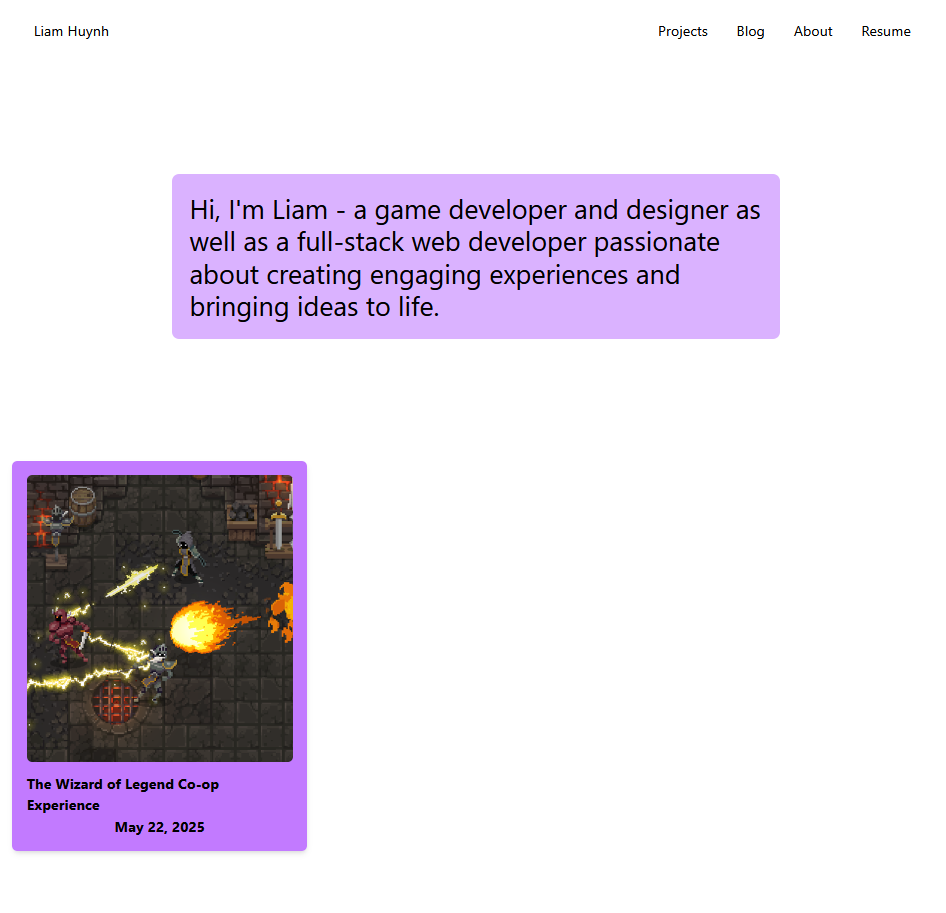 Liam Huynh
Projects
Blog
About
Resume
Hi, I'm Liam - a game developer and designer as
well as a full-stack web developer passionate
about creating engaging experiences and
bringing ideas to life.
The Wizard of Legend Co-op
Experience
May 22, 2025